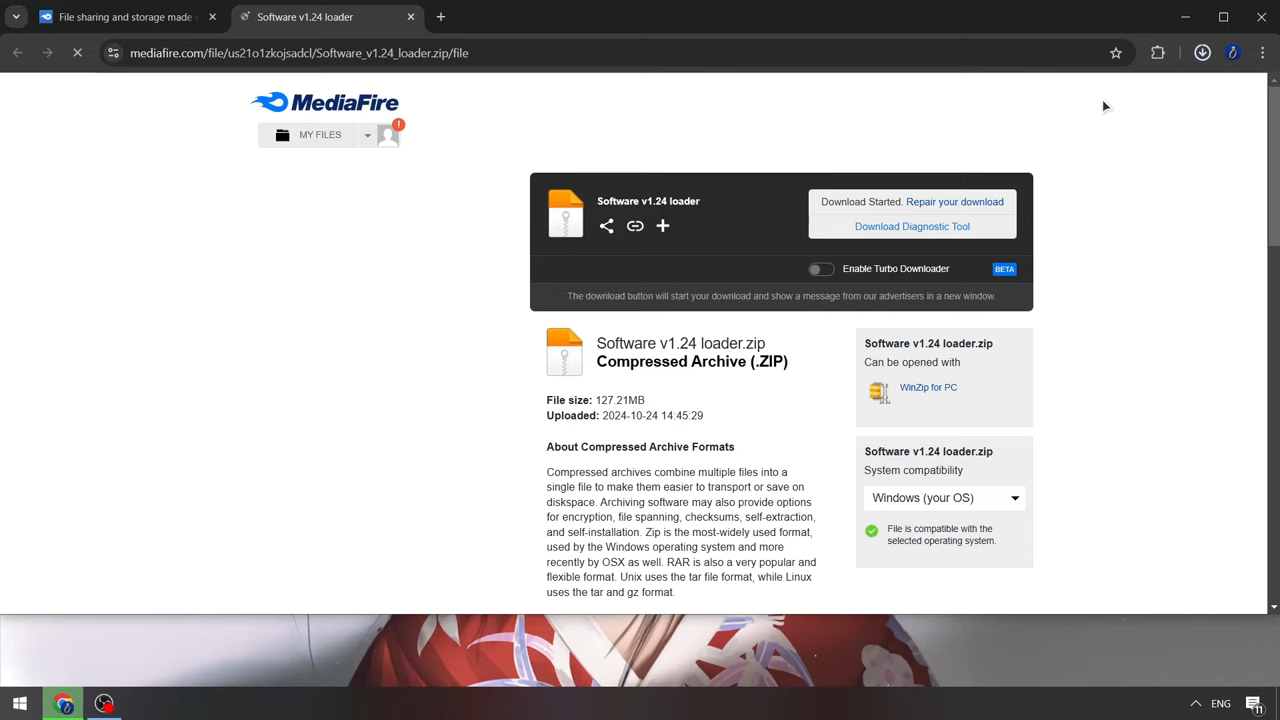 File sharing and storage made
Software v1.24 loader
mediafire.com/file/us21o1zkojsadcl/Software_v1.24_loader.zip/file
MediaFire
MY FILES
!
Software v1.24 loader
Download Started. Repair your download
Download Diagnostic Tool
Enable Turbo Downloader
BETA
The download button will start your download and show a message from our advertisers in a new window.
Software v1.24 loader.zip
Compressed Archive (.ZIP)
File size: 127.21MB
Uploaded: 2024-10-24 14:45:29
About Compressed Archive Formats
Compressed archives combine multiple files into a
single file to make them easier to transport or save on
diskspace. Archiving software may also provide options
for encryption, file spanning, checksums, self-extraction,
and self-installation. Zip is the most-widely used format,
used by the Windows operating system and more
recently by OSX as well. RAR is also a very popular and
flexible format. Unix uses the tar file format, while Linux
uses the tar and gz format.
Software v1.24 loader.zip
Can be opened with
WinZip for PC
Software v1.24 loader.zip
System compatibility
Windows (your OS)
File is compatible with the
selected operating system.
ENG
11